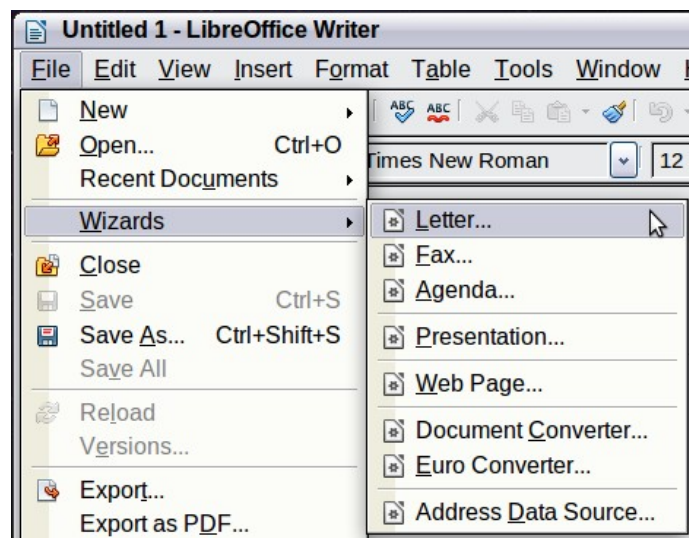 Untitled 1 - LibreOffice Writer
File Edit View Insert Format Table Tools Window
New
Open... Ctrl+O
Recent Documents
Wizards
Close
Save Ctrl+S
Save As... Ctrl+Shift+S
Save All
Reload
Versions...
Export...
Export as PDF...
ABC ABC
Times New Roman 12
Letter...
Fax...
Agenda...
Presentation...
Web Page...
Document Converter...
Euro Converter...
Address Data Source...